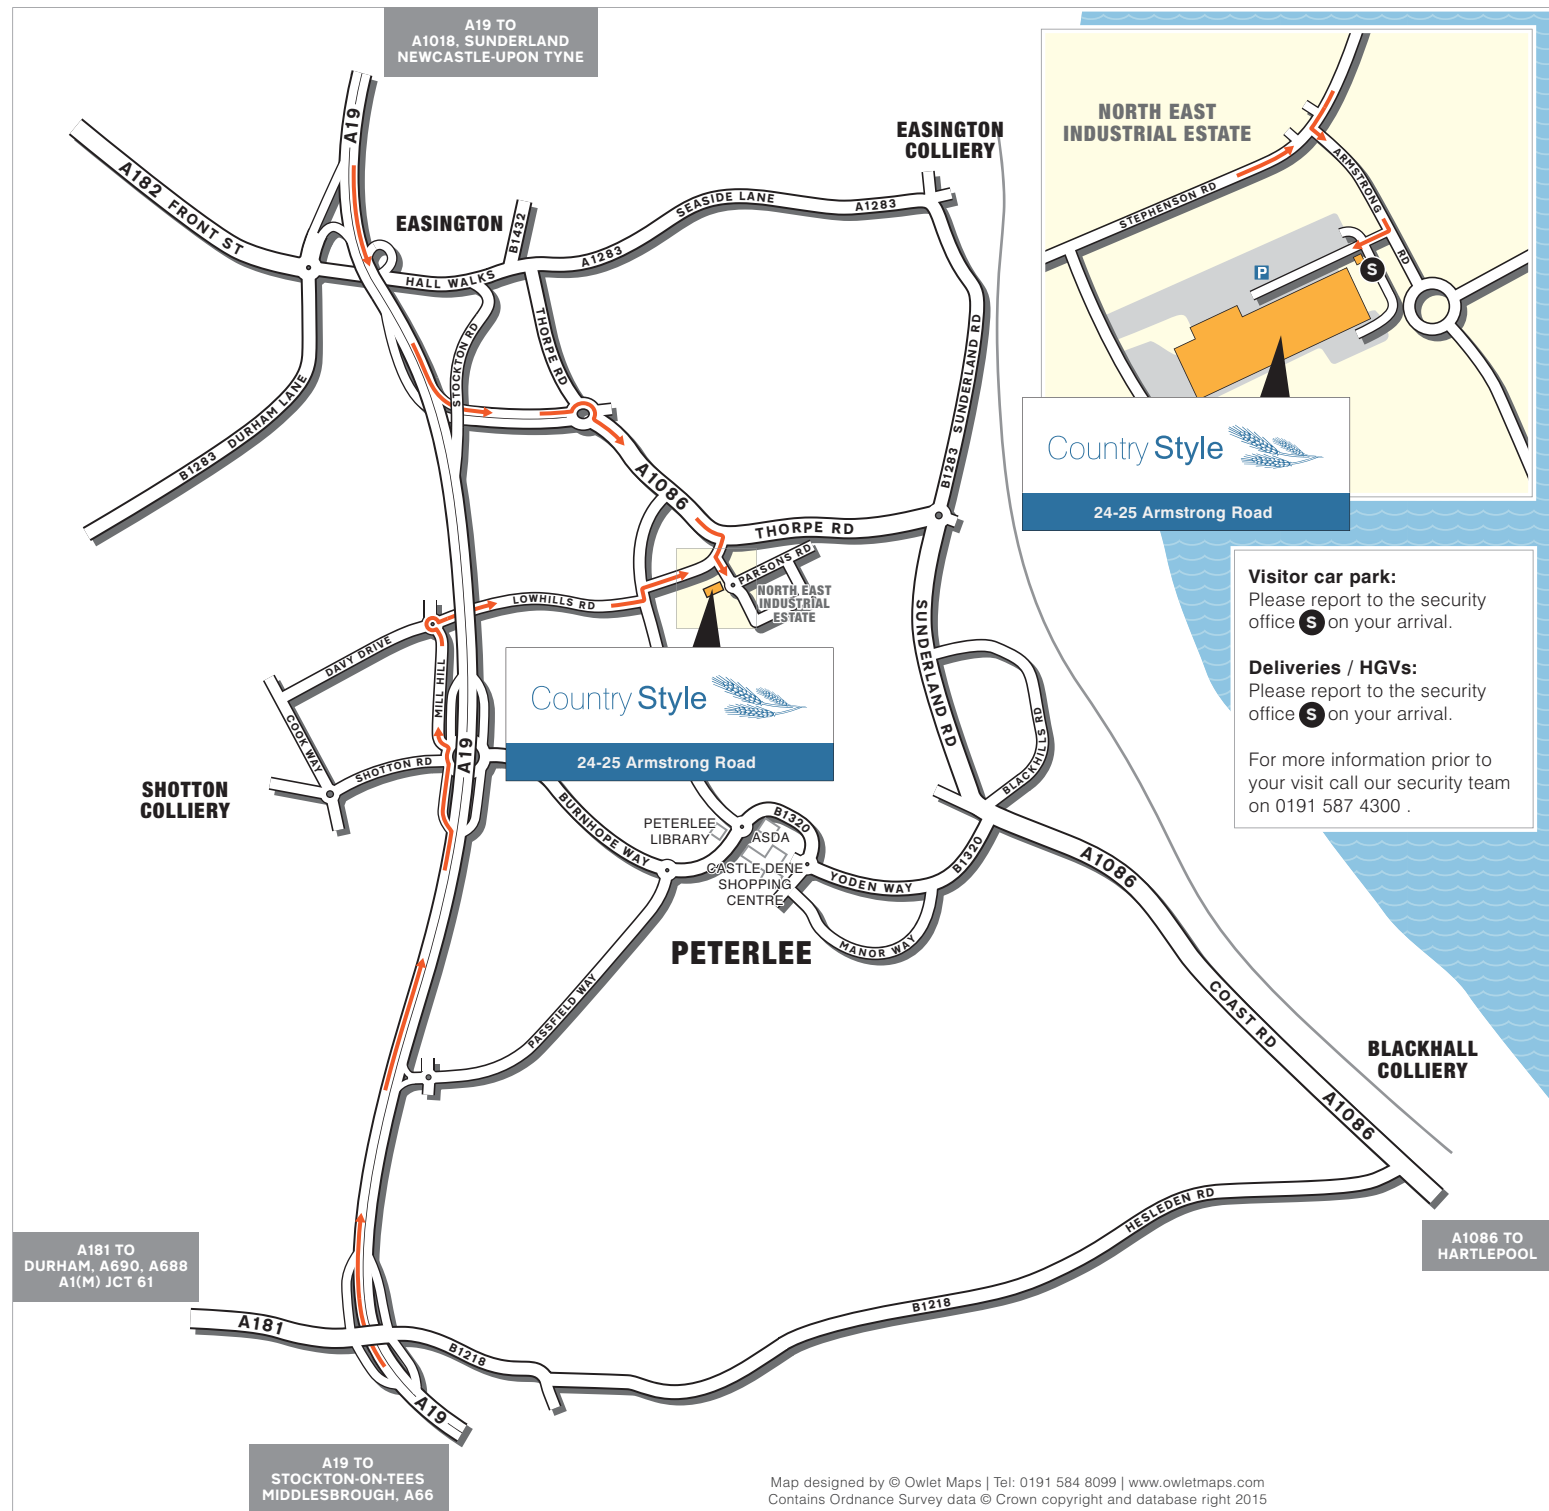 A19 TO
A1018, SUNDERLAND
NEWCASTLE-UPON TYNE
A19
A182 FRONT ST
EASINGTON
B1432
EASINGTON
COLLIERY
SEASIDE LANE
A1283
A1283
HALL WALKS
STOCKTON RD
THORPE RD
B1283 DURHAM LANE
A1086
THORPE RD
B1283 SUNDERLAND RD
PARSONS RD
NORTH EAST
INDUSTRIAL
ESTATE
LOWHILLS RD
DAVY DRIVE
MILL HILL
COOK WAY
SHOTTON RD
A19
SHOTTON
COLLIERY
Country Style
24-25 Armstrong Road
SUNDERLAND RD
BLACKHILLS RD
BURNHOPE WAY
PETERLEE
LIBRARY
B1320
ASDA
CASTLE DENE
SHOPPING
CENTRE
YODEN WAY
B1320
MANOR WAY
PETERLEE
PASSFIELD WAY
A1086
COAST RD
A1086
BLACKHALL
COLLIERY
HESLEDEN RD
B1218
A1086 TO
HARTLEPOOL
A181 TO
DURHAM, A690, A688
A1(M) JCT 61
A181
B1218
A19
A19 TO
STOCKTON-ON-TEES
MIDDLESBROUGH, A66
NORTH EAST
INDUSTRIAL ESTATE
STEPHENSON RD
ARMSTRONG RD
P
S
Country Style
24-25 Armstrong Road
Visitor car park:
Please report to the security
office S on your arrival.
Deliveries / HGVs:
Please report to the security
office S on your arrival.
For more information prior to
your visit call our security team
on 0191 587 4300 .
Map designed by © Owlet Maps | Tel: 0191 584 8099 | www.owletmaps.com
Contains Ordnance Survey data © Crown copyright and database right 2015